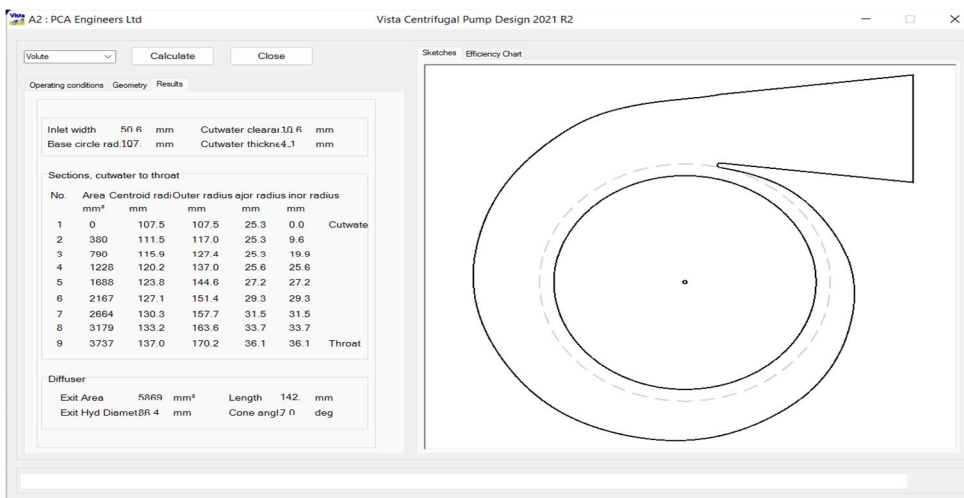 Vista
A2 : PCA Engineers Ltd
Vista Centrifugal Pump Design 2021 R2
Volute
Calculate
Close
Operating conditions Geometry Results
Inlet width 50.6 mm Cutwater clearar 10.6 mm
Base circle rad.107. mm Cutwater thickne4.1 mm
Sections, cutwater to throat
No. Area Centroid radiOuter radius ajor radius inor radius
mm² mm mm mm mm
1 0 107.5 107.5 25.3 0.0 Cutwate
2 380 111.5 117.0 25.3 9.6
3 790 115.9 127.4 25.3 19.9
4 1228 120.2 137.0 25.6 25.6
5 1688 123.8 144.6 27.2 27.2
6 2167 127.1 151.4 29.3 29.3
7 2664 130.3 157.7 31.5 31.5
8 3179 133.2 163.6 33.7 33.7
9 3737 137.0 170.2 36.1 36.1 Throat
Diffuser
Exit Area 5869 mm² Length 142. mm
Exit Hyd Diamet86.4 mm Cone angl7.0 deg
Sketches Efficiency Chart